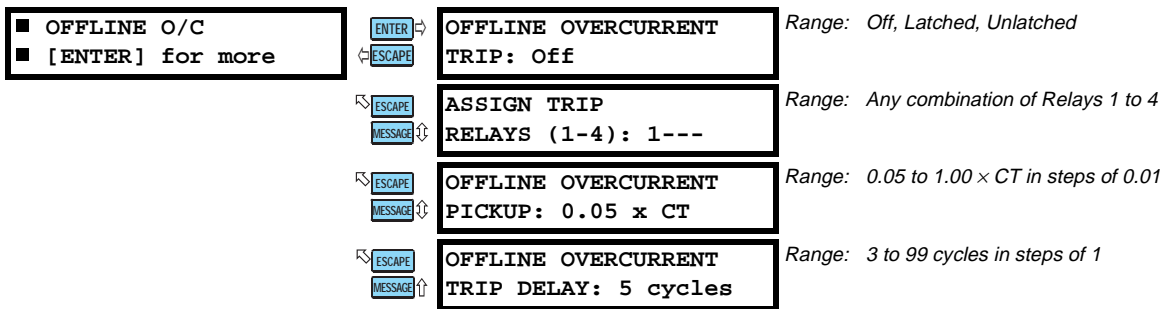 OFFLINE O/C
[ENTER] for more
ENTER
ESCAPE
OFFLINE OVERCURRENT
TRIP: Off
Range: Off, Latched, Unlatched
ESCAPE
MESSAGE
ASSIGN TRIP
RELAYS (1-4): 1---
Range: Any combination of Relays 1 to 4
ESCAPE
MESSAGE
OFFLINE OVERCURRENT
PICKUP: 0.05 x CT
Range: 0.05 to 1.00 × CT in steps of 0.01
ESCAPE
MESSAGE
OFFLINE OVERCURRENT
TRIP DELAY: 5 cycles
Range: 3 to 99 cycles in steps of 1